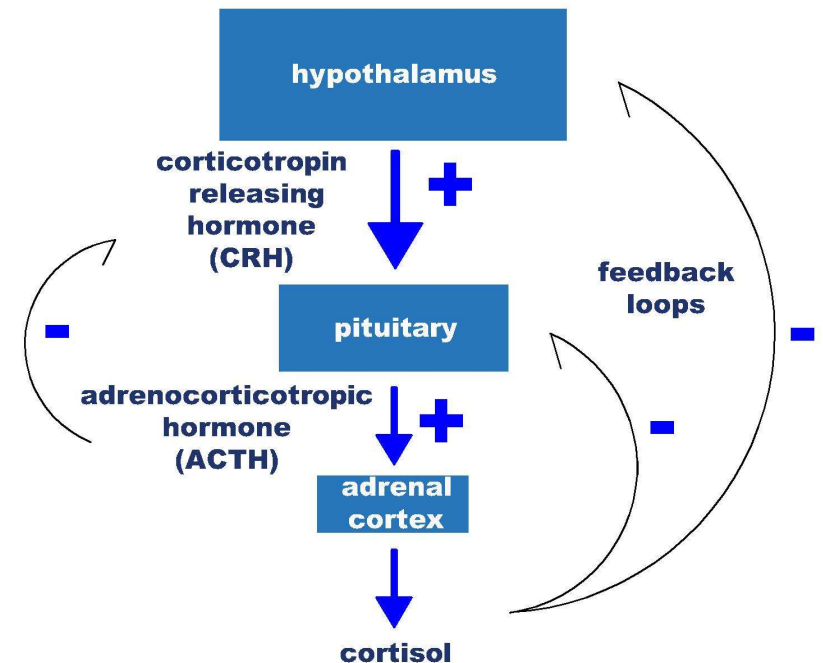 hypothalamus
corticotropin
releasing
hormone
(CRH)
+
feedback
loops
pituitary
-
-
adrenocorticotropic
hormone
(ACTH)
+
-
adrenal
cortex
cortisol